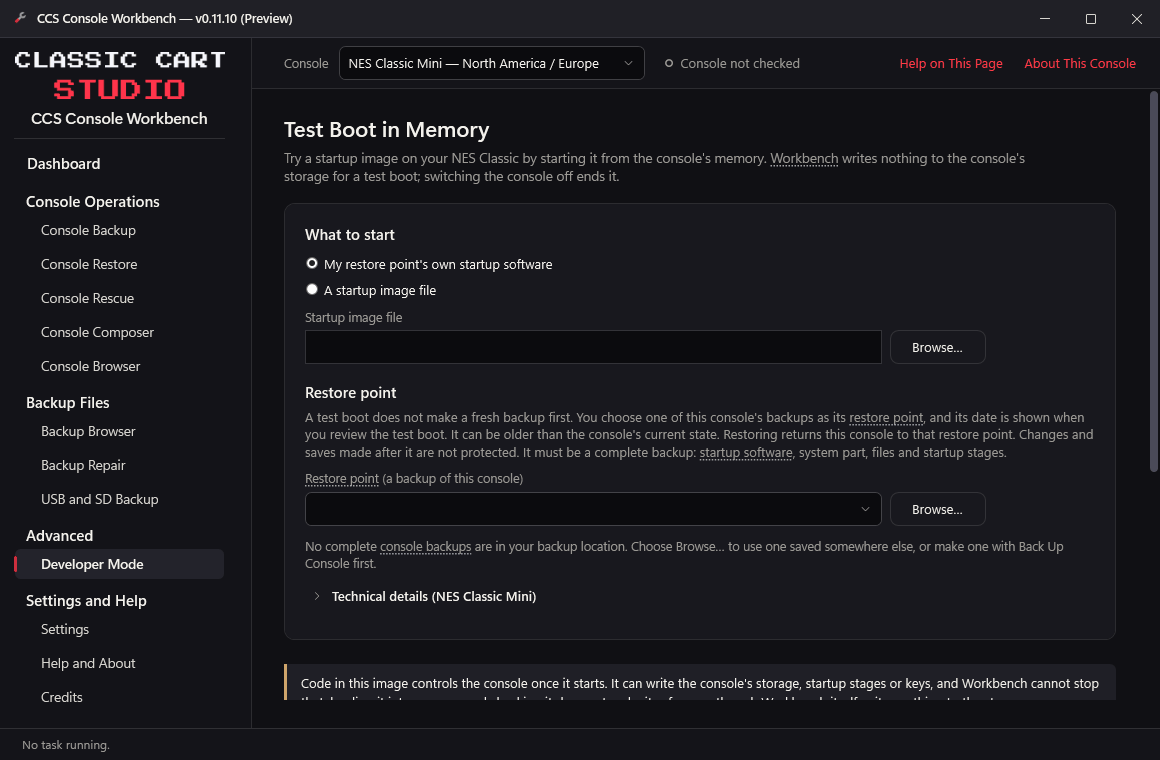 CCS Console Workbench — v0.11.10 (Preview)
CLASSIC CART
STUDIO
CCS Console Workbench
Dashboard
Console Operations
Console Backup
Console Restore
Console Rescue
Console Composer
Console Browser
Backup Files
Backup Browser
Backup Repair
USB and SD Backup
Advanced
Developer Mode
Settings and Help
Settings
Help and About
Credits
Console
NES Classic Mini — North America / Europe
Console not checked
Help on This Page
About This Console
Test Boot in Memory
Try a startup image on your NES Classic by starting it from the console's memory. Workbench writes nothing to the console's
storage for a test boot; switching the console off ends it.
What to start
My restore point's own startup software
A startup image file
Startup image file
Browse...
Restore point
A test boot does not make a fresh backup first. You choose one of this console's backups as its restore point, and its date is shown when
you review the test boot. It can be older than the console's current state. Restoring returns this console to that restore point. Changes and
saves made after it are not protected. It must be a complete backup: startup software, system part, files and startup stages.
Restore point (a backup of this console)
Browse...
No complete console backups are in your backup location. Choose Browse... to use one saved somewhere else, or make one with Back Up
Console first.
Technical details (NES Classic Mini)
Code in this image controls the console once it starts. It can write the console's storage, startup stages or keys, and Workbench cannot stop
No task running.